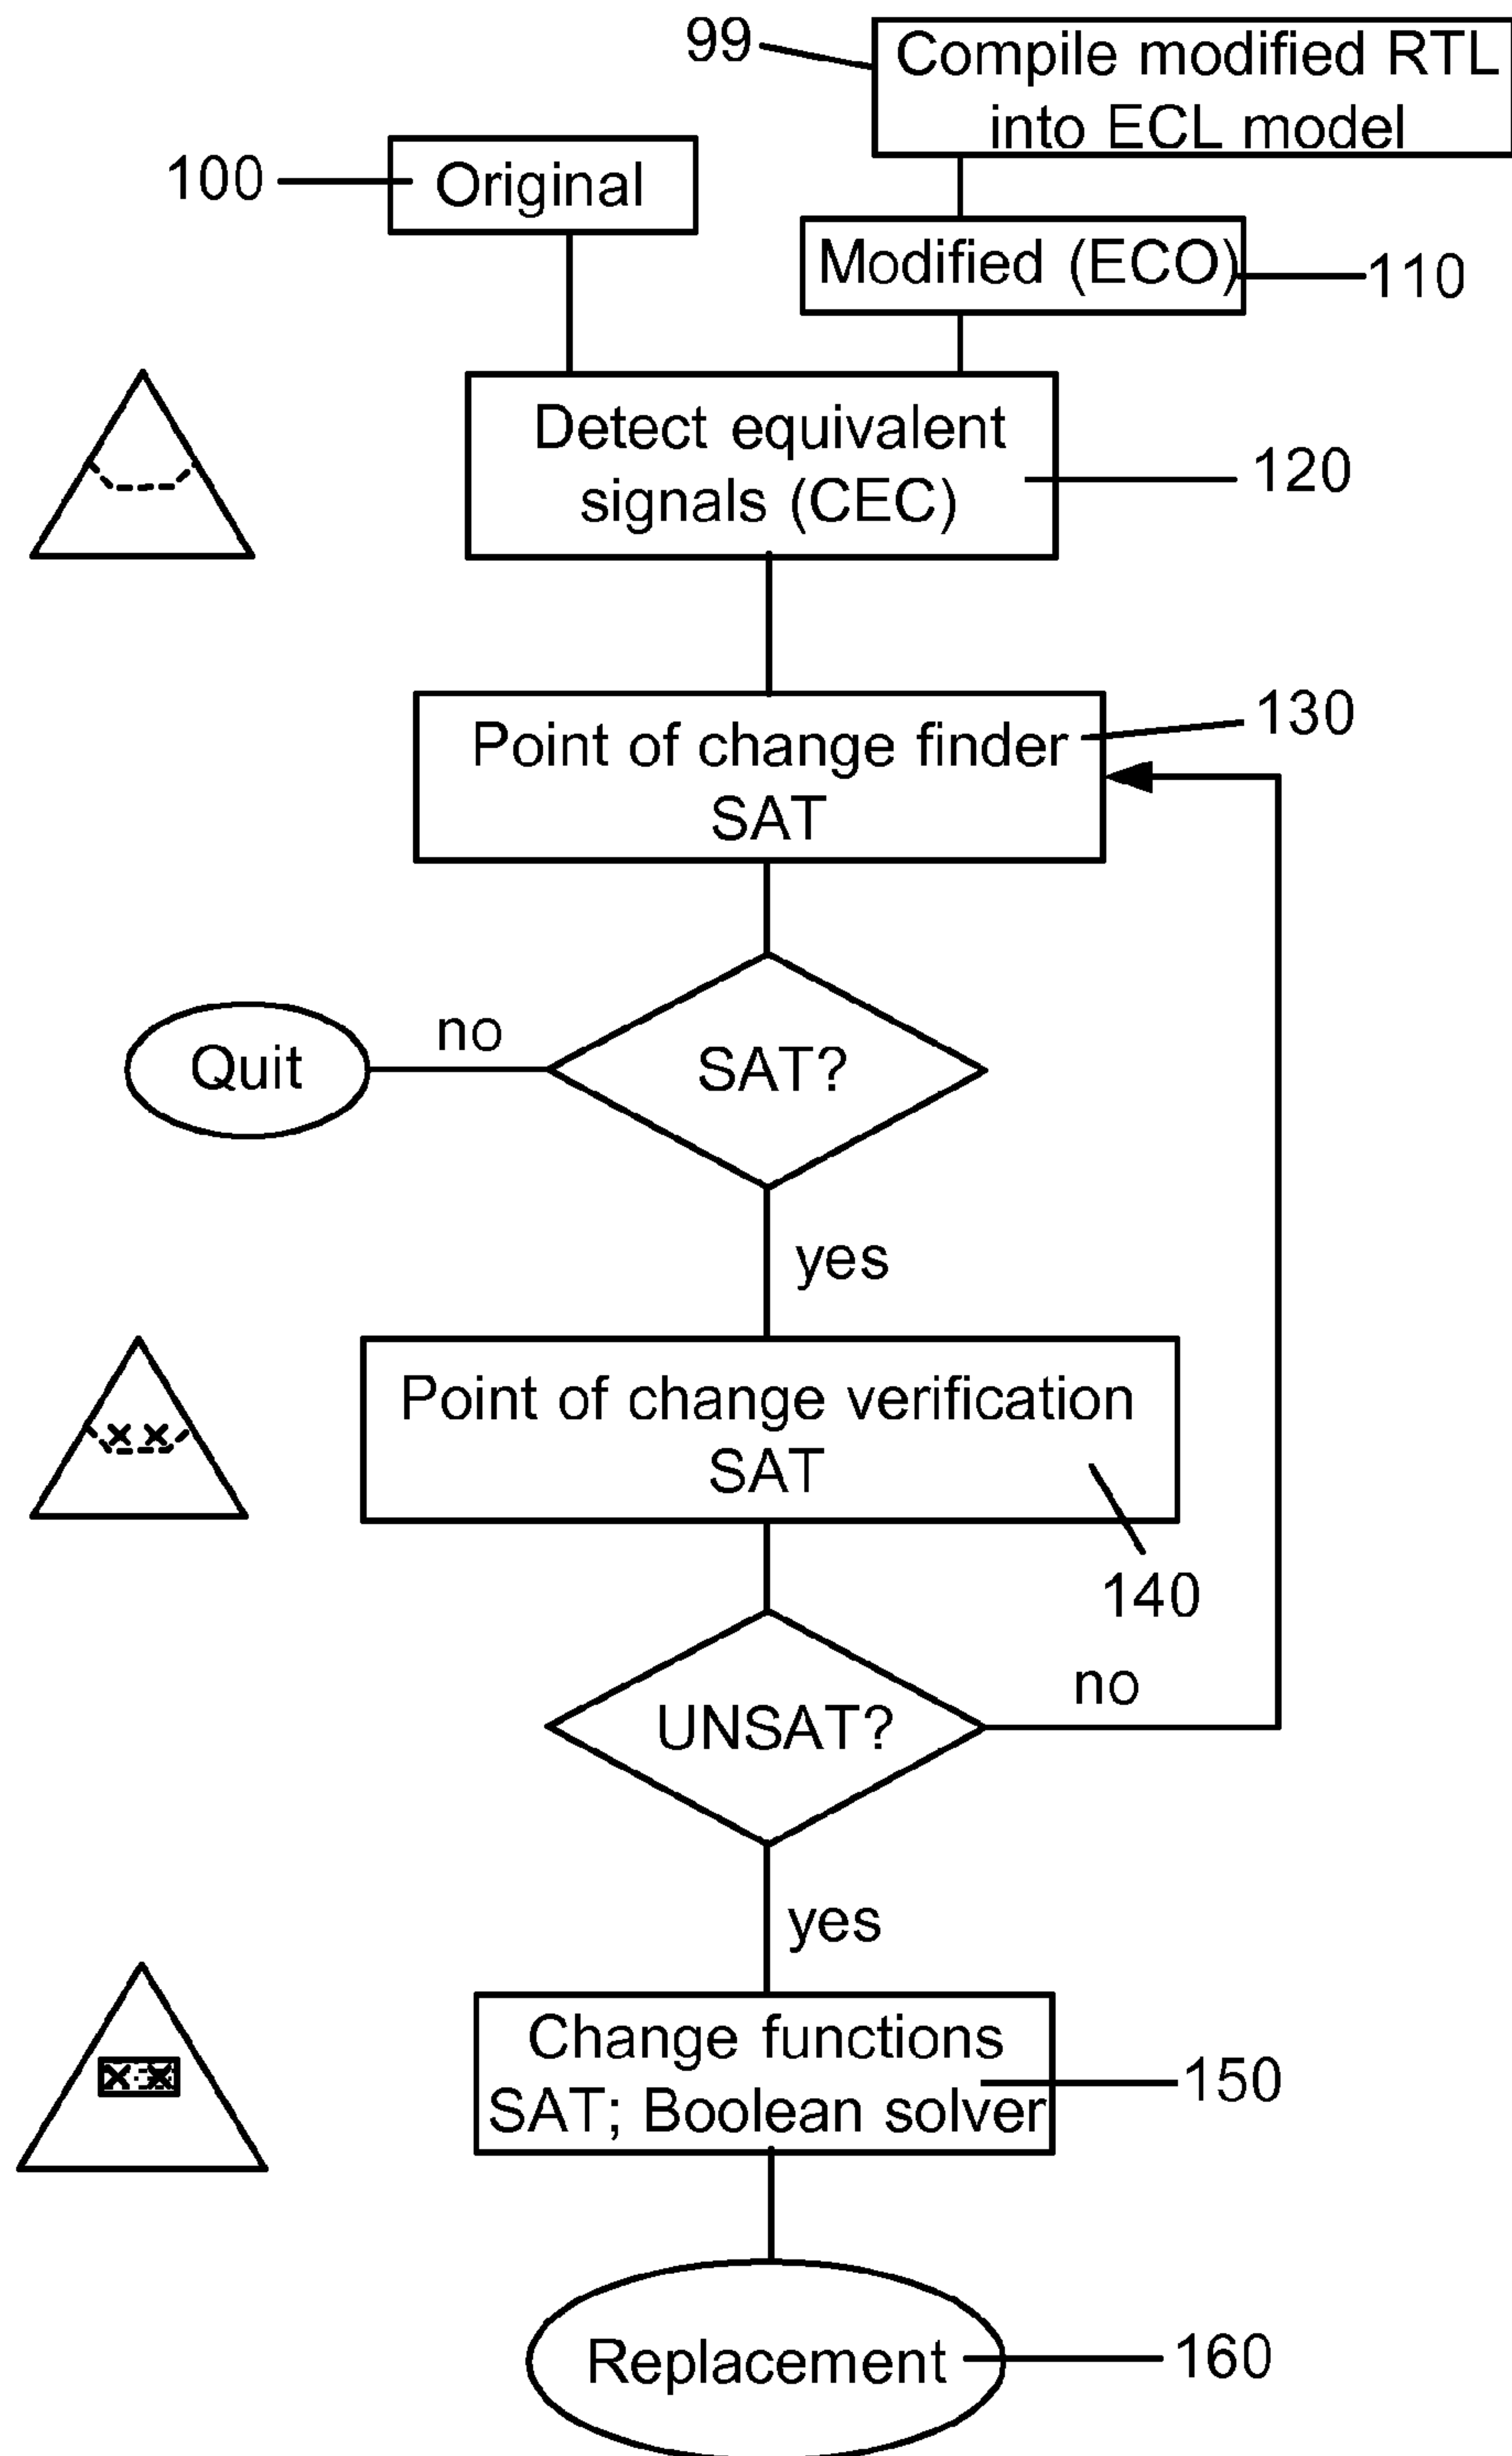 99
Compile modified RTL
into ECL model
100
Original
Modified (ECO)
110
Detect equivalent
signals (CEC)
120
130
Point of change finder
SAT
no
Quit
SAT?
yes
Point of change verification
SAT
140
no
UNSAT?
yes
Change functions
SAT; Boolean solver
150
Replacement
160